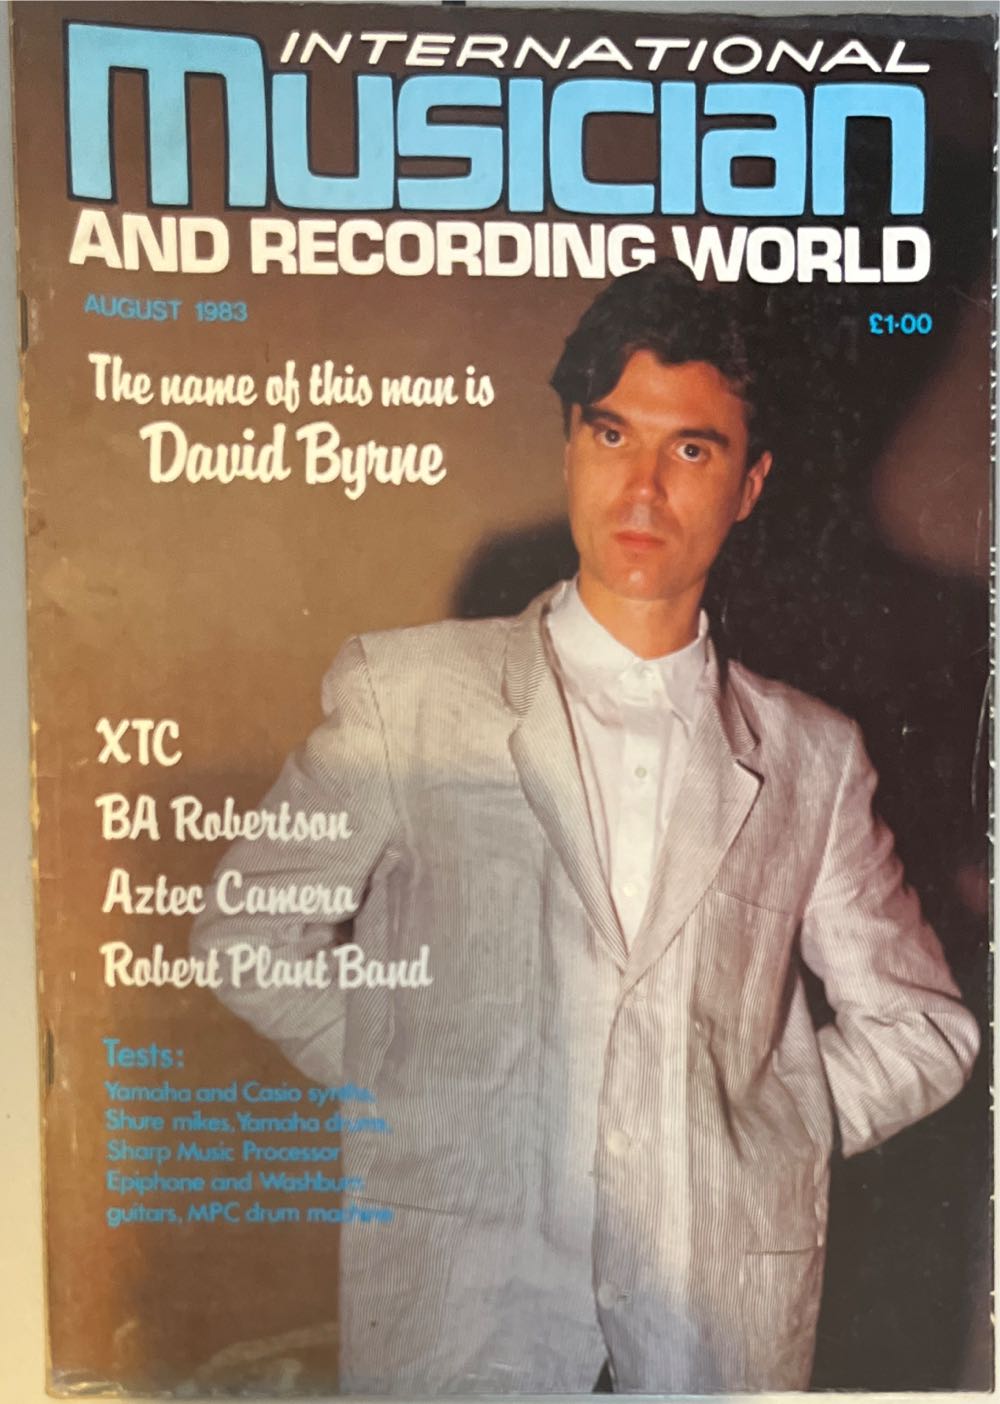 INTERNATIONAL
Musician
AND RECORDING WORLD
AUGUST 1983
£1·00
The name of this man is
David Byrne
XTC
BA Robertson
Aztec Camera
Robert Plant Band
Tests:
Yamaha and Casio synths,
Shure mikes, Yamaha drums,
Sharp Music Processor
Epiphone and Washburn
guitars, MPC drum machine